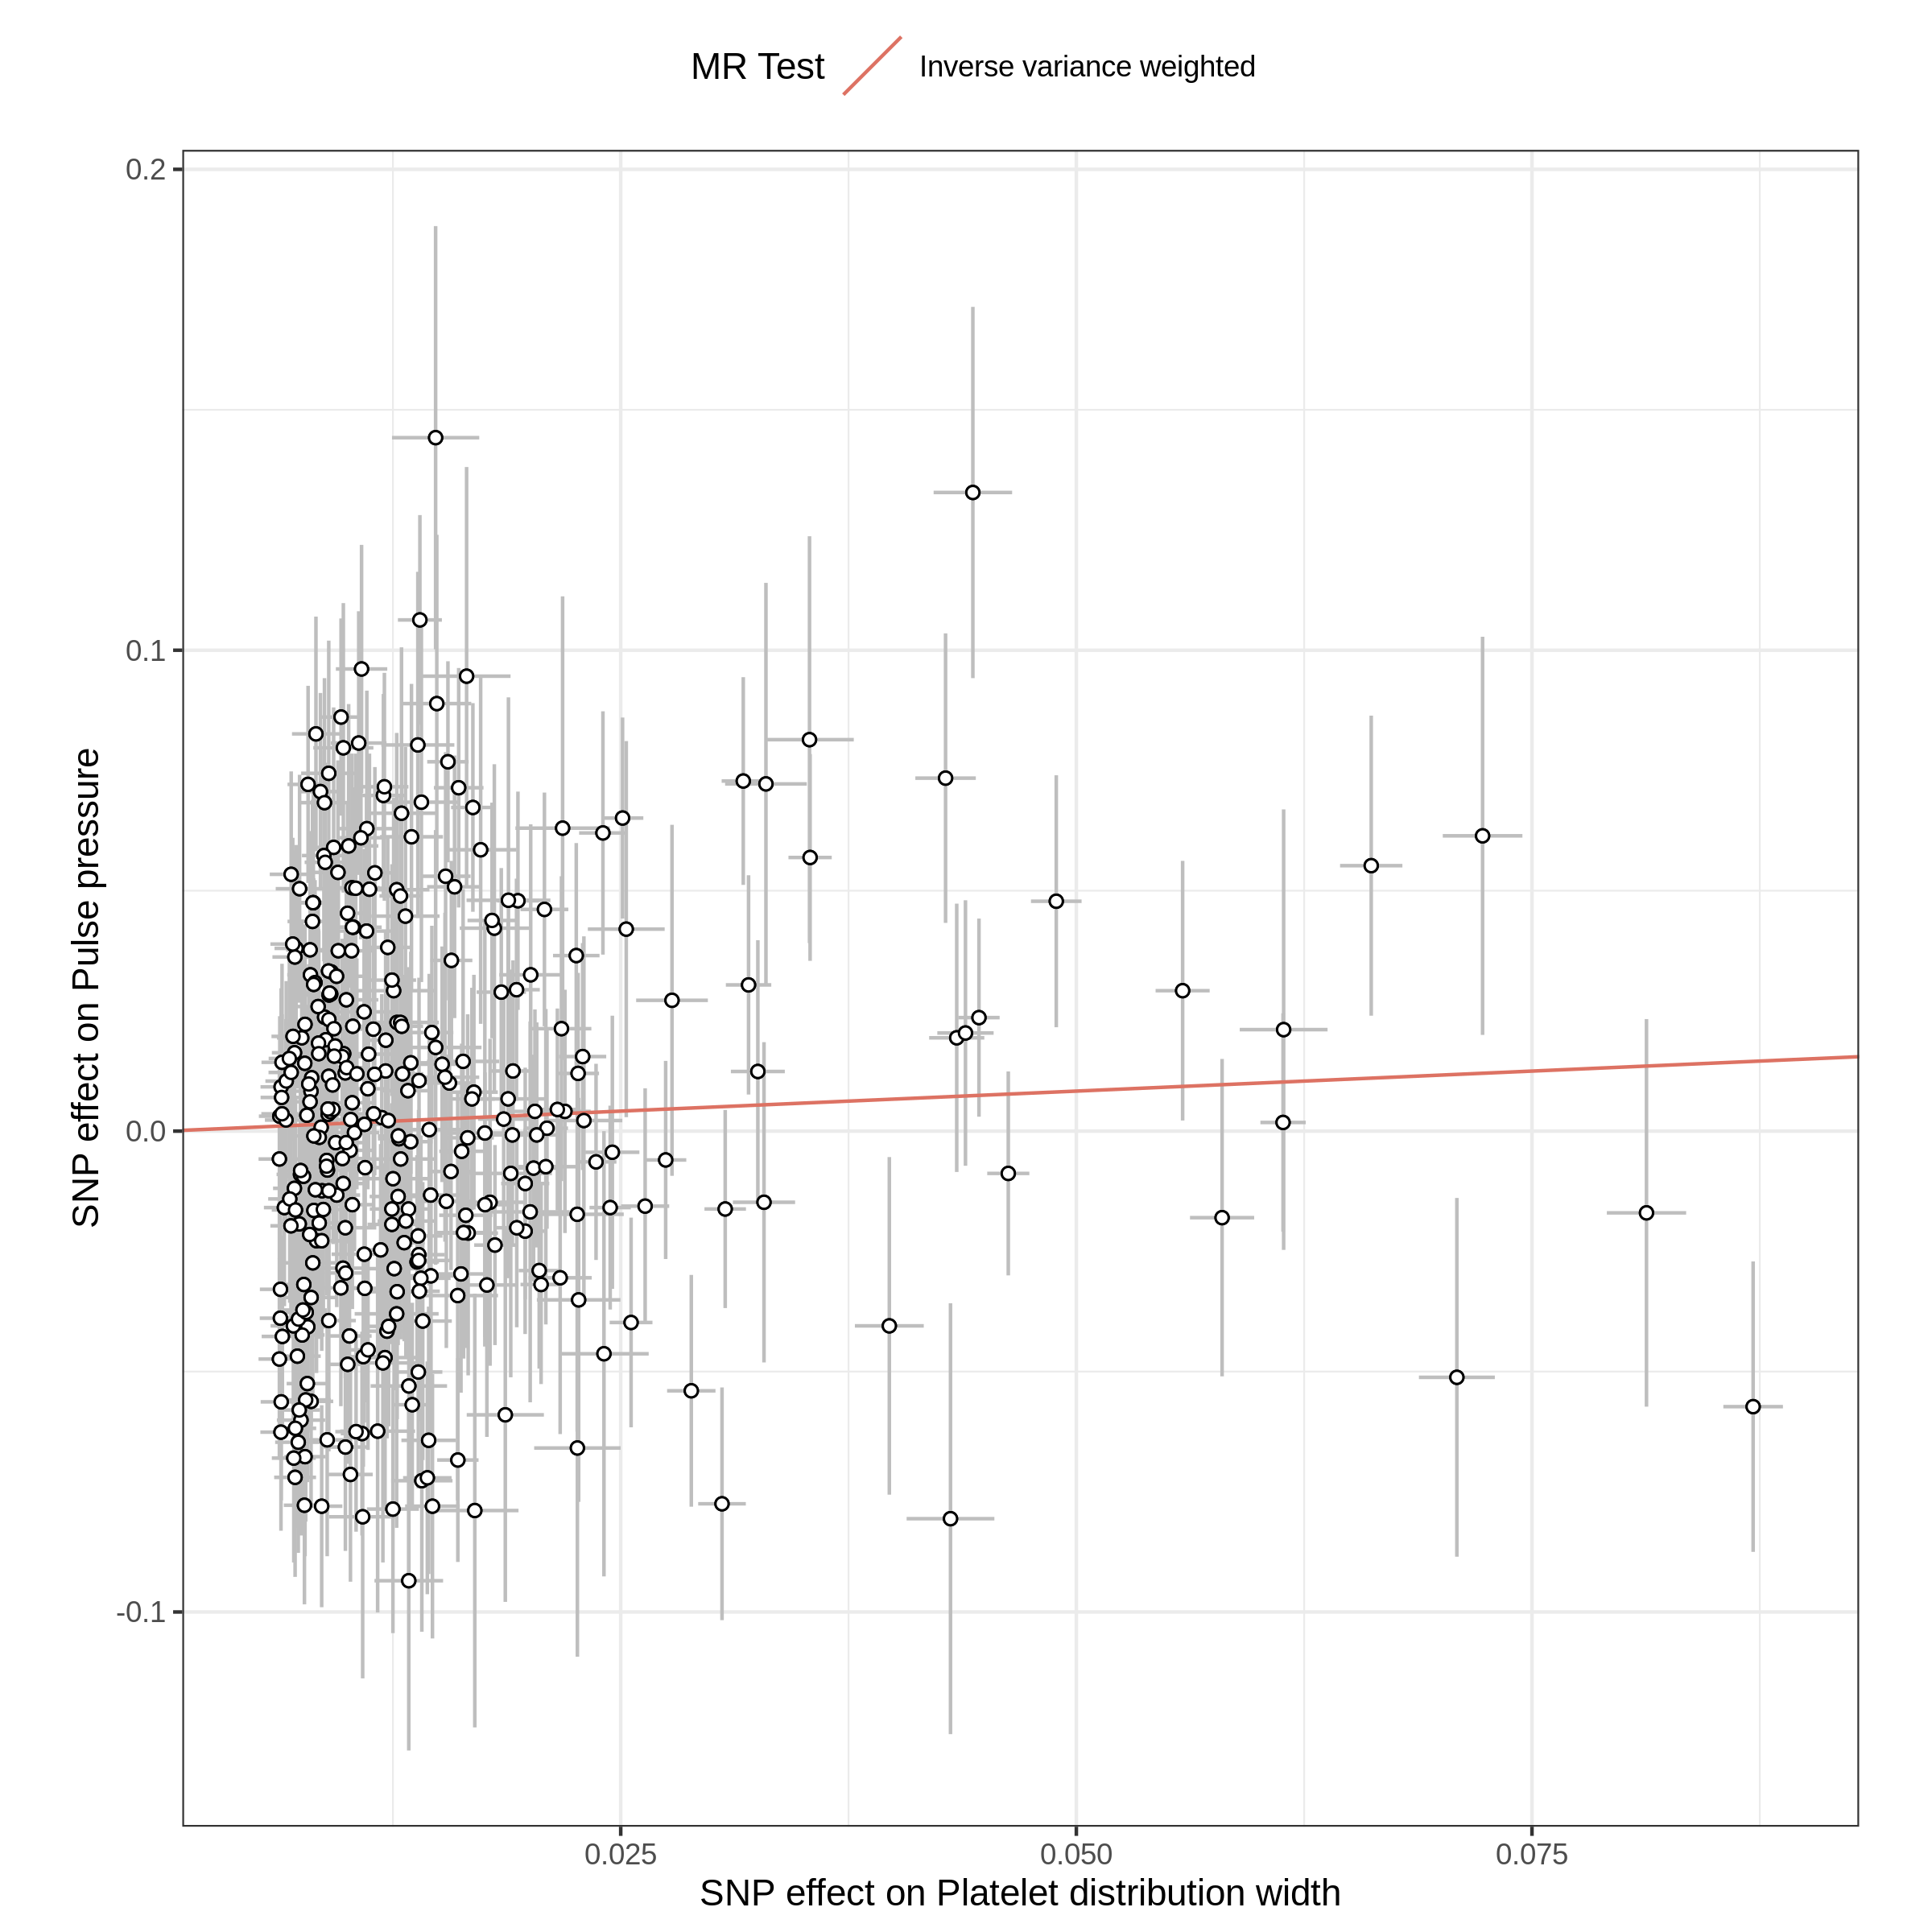 MR Test Inverse variance weighted
0.2
0.1
0.0
-0.1
SNP effect on Pulse pressure
0.025 0.050 0.075
SNP effect on Platelet distribution width